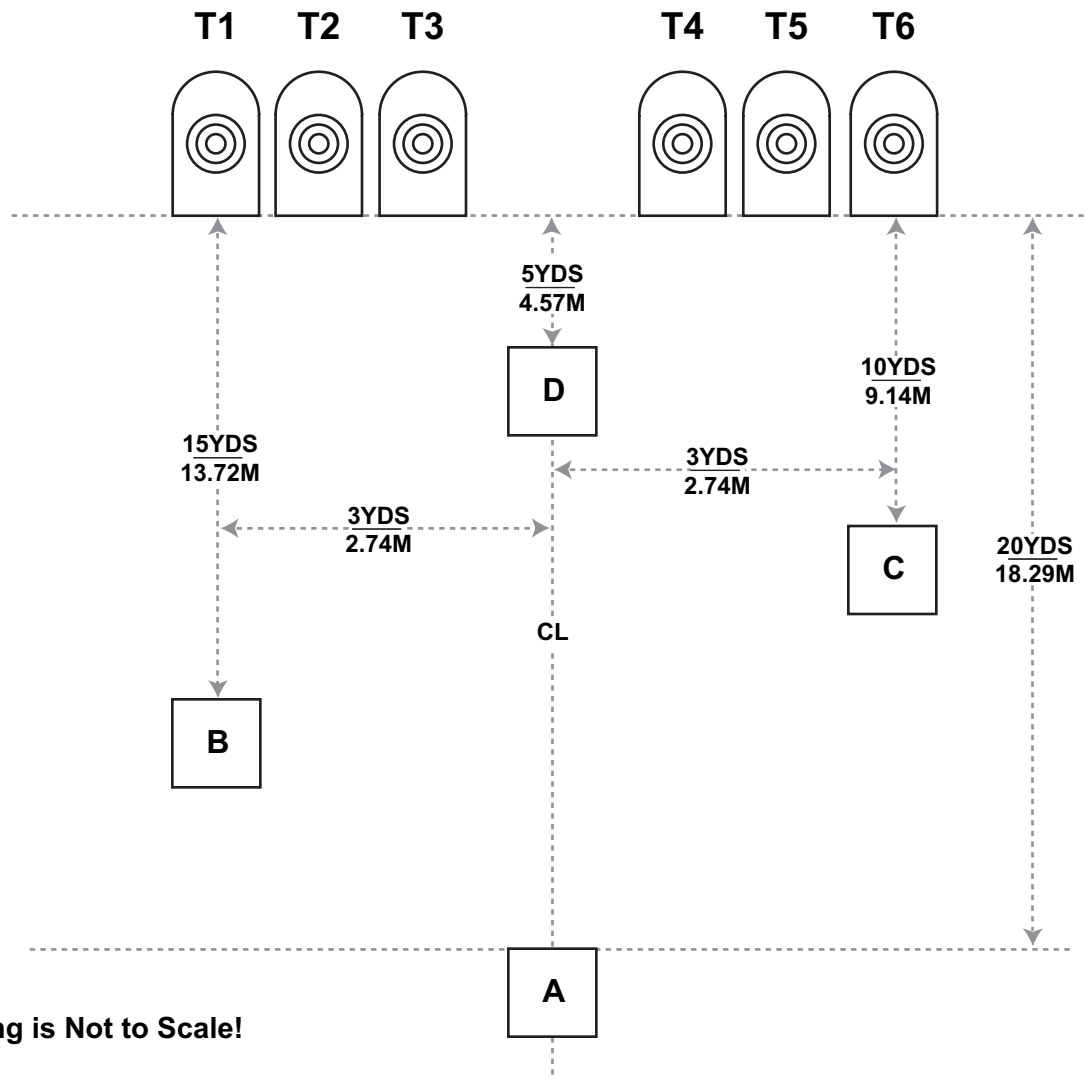 T1 T2 T3 T4 T5 T6
5YDS
4.57M
D
10YDS
9.14M
15YDS
13.72M
3YDS
2.74M
3YDS
2.74M
20YDS
18.29M
C
CL
B
A
is Not to Scale!